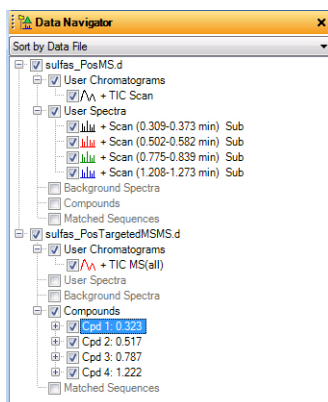 Data Navigator
Sort by Data File
sulfas_PosMS.d
User Chromatograms
+ TIC Scan
User Spectra
+ Scan (0.309-0.373 min) Sub
+ Scan (0.502-0.582 min) Sub
+ Scan (0.775-0.839 min) Sub
+ Scan (1.208-1.273 min) Sub
Background Spectra
Compounds
Matched Sequences
sulfas_PosTargetedMSMS.d
User Chromatograms
+ TIC MS(all)
User Spectra
Background Spectra
Compounds
Cpd 1: 0.323
Cpd 2: 0.517
Cpd 3: 0.787
Cpd 4: 1.222
Matched Sequences